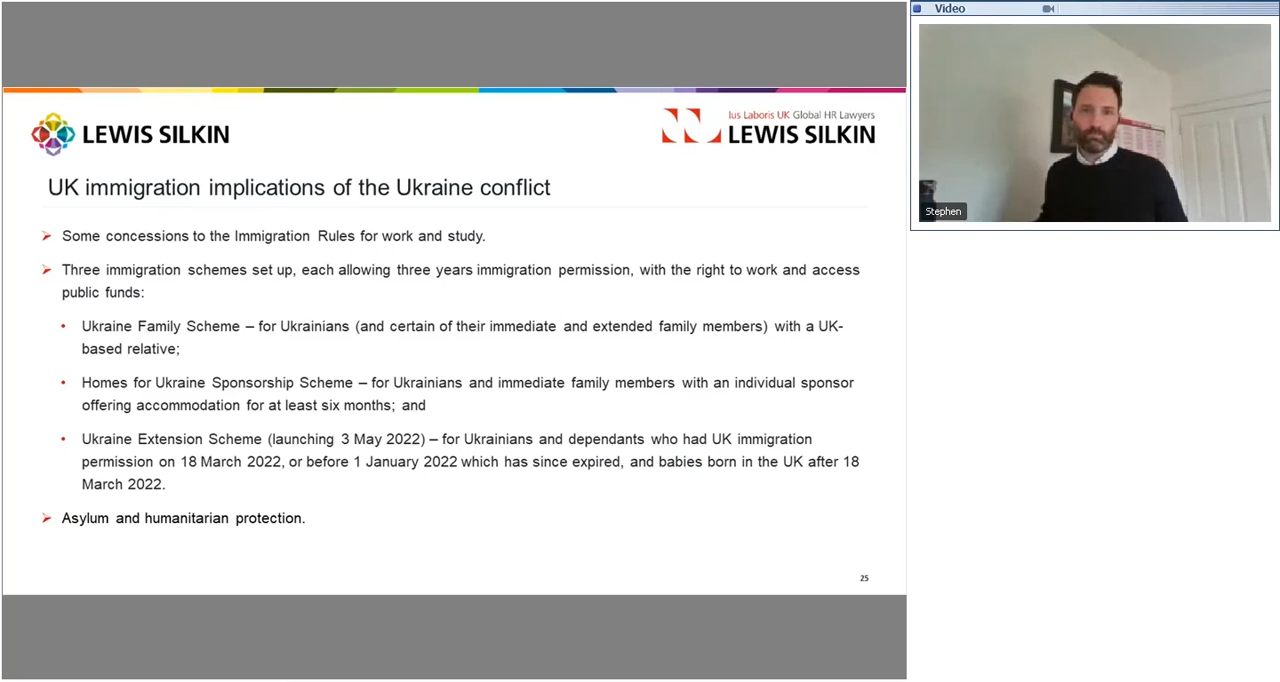 Video
Stephen
LEWIS SILKIN
Ius Laboris UK Global HR Lawyers
LEWIS SILKIN
UK immigration implications of the Ukraine conflict
Some concessions to the Immigration Rules for work and study.
Three immigration schemes set up, each allowing three years immigration permission, with the right to work and access
public funds:
Ukraine Family Scheme – for Ukrainians (and certain of their immediate and extended family members) with a UK-
based relative;
Homes for Ukraine Sponsorship Scheme – for Ukrainians and immediate family members with an individual sponsor
offering accommodation for at least six months; and
Ukraine Extension Scheme (launching 3 May 2022) – for Ukrainians and dependants who had UK immigration
permission on 18 March 2022, or before 1 January 2022 which has since expired, and babies born in the UK after 18
March 2022.
Asylum and humanitarian protection.
25